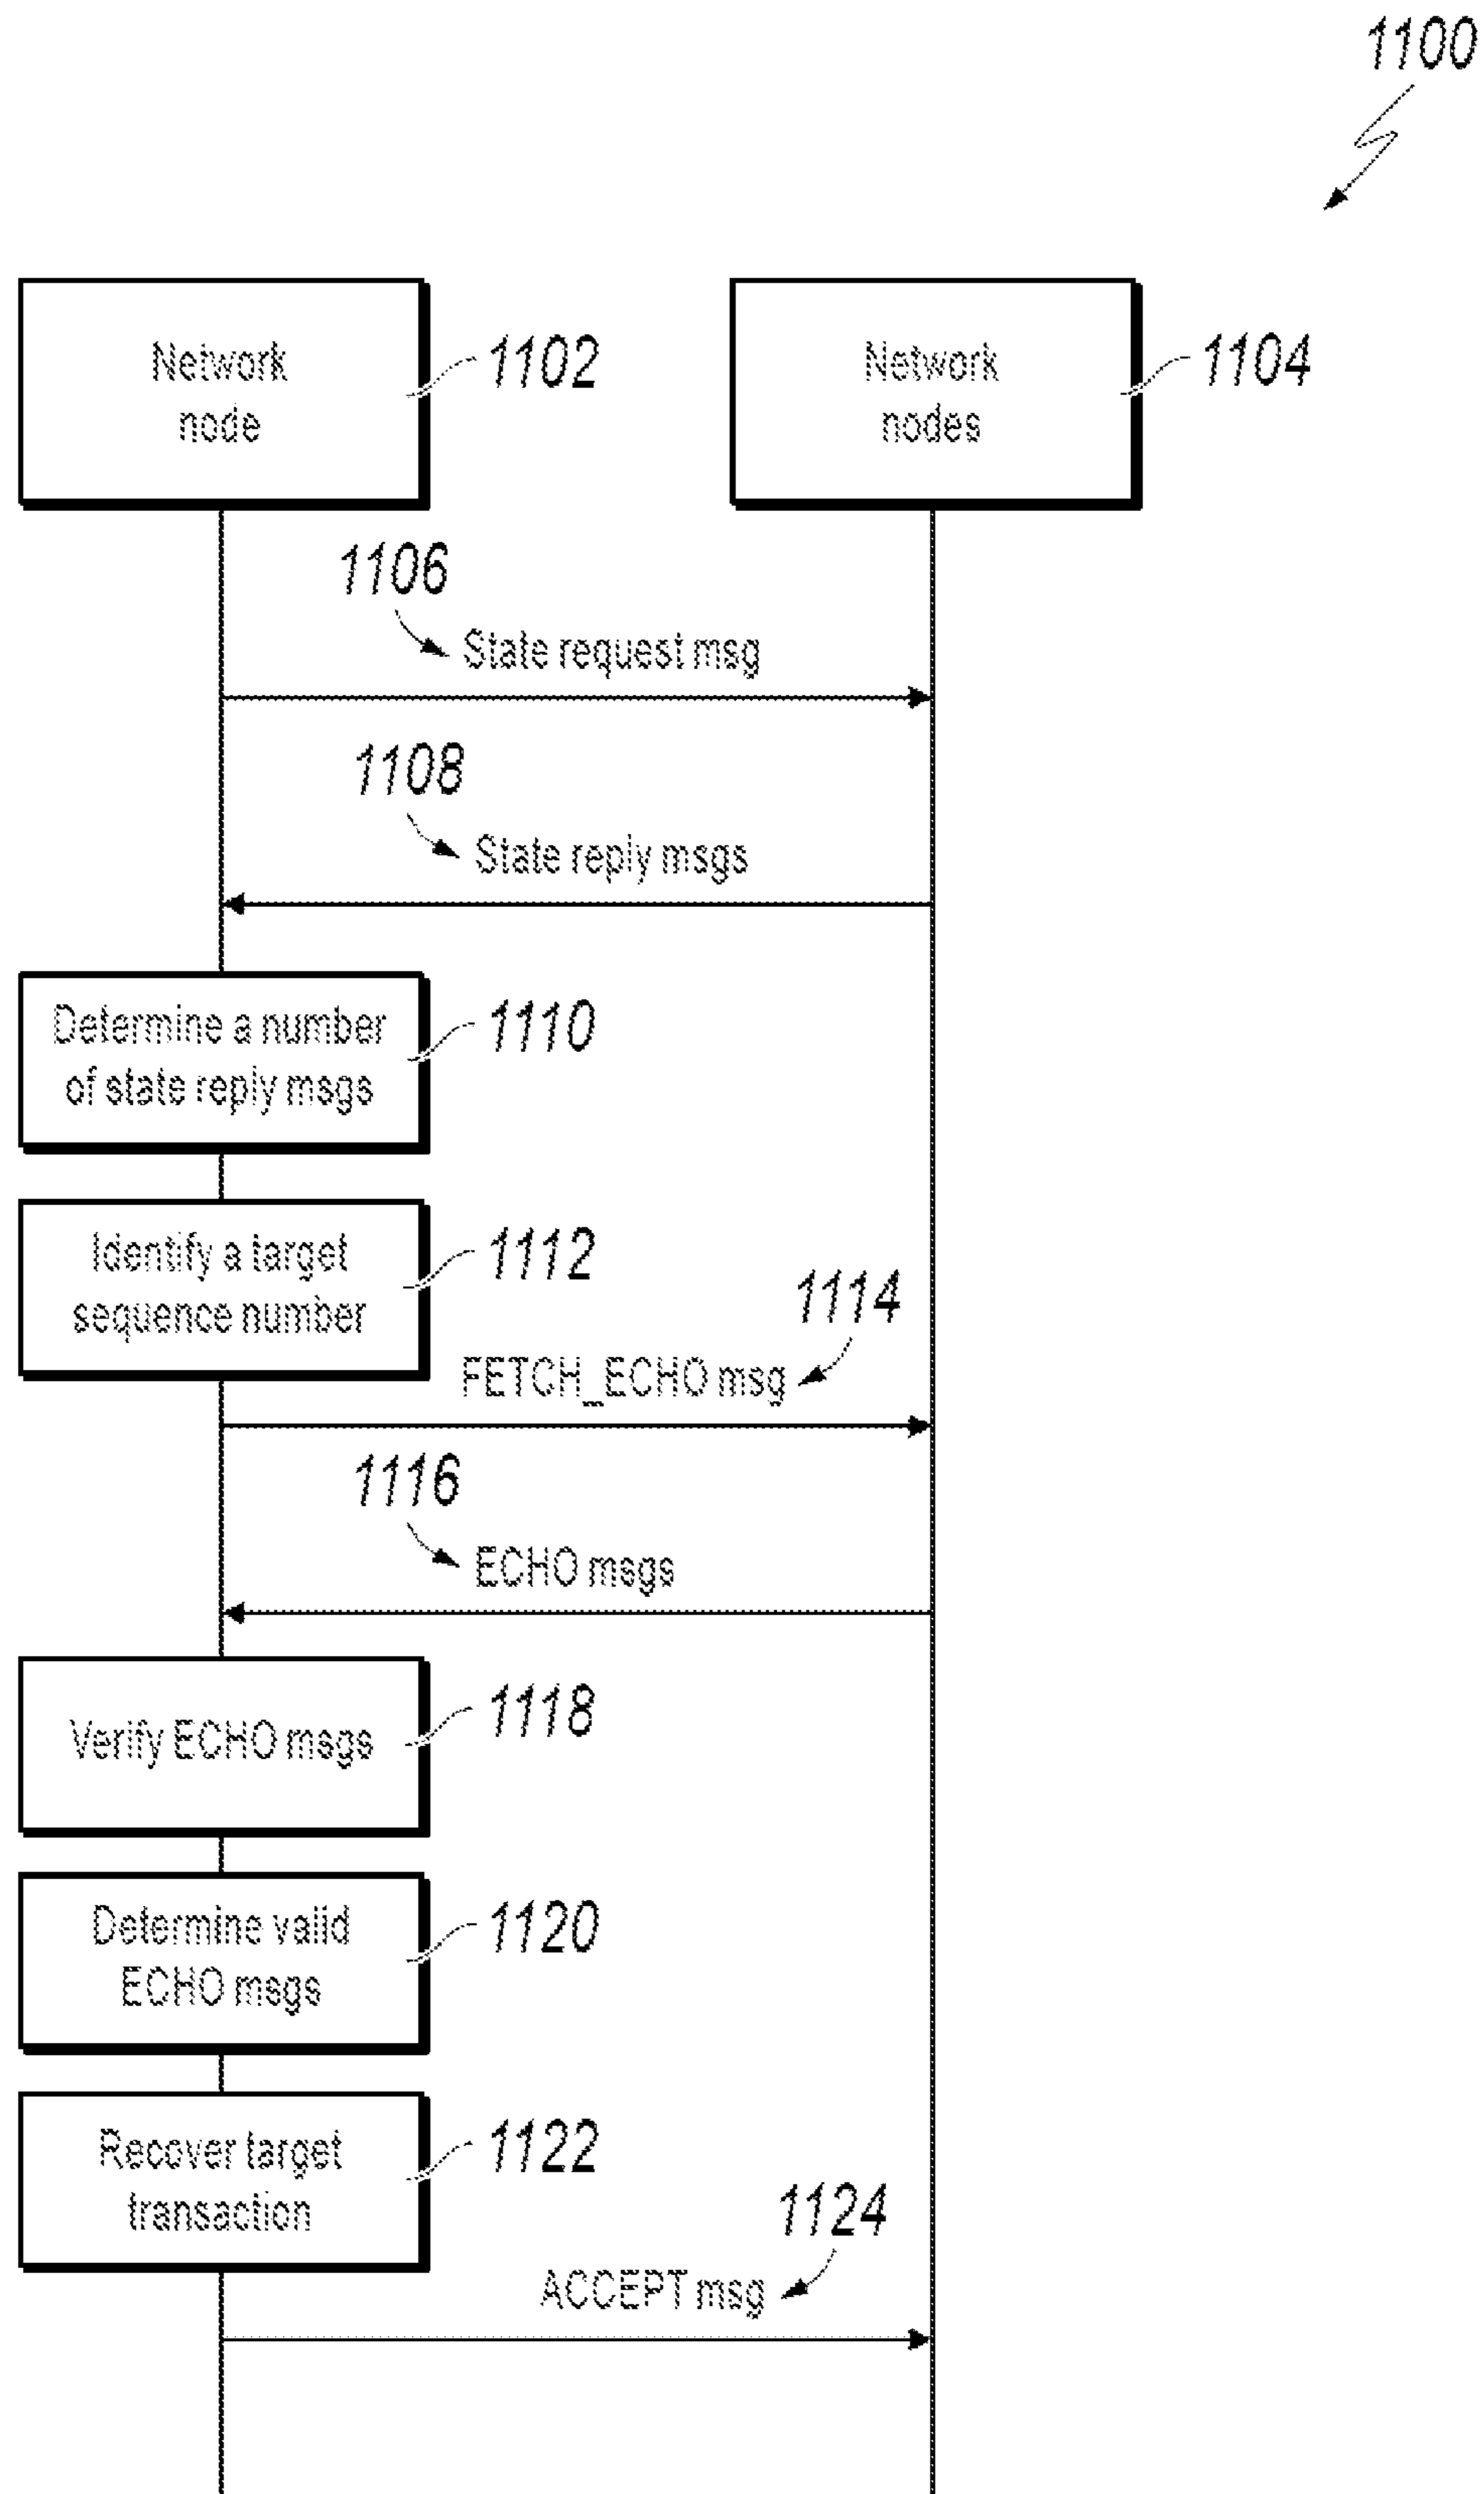 1100
Network
node
1102
Network
nodes
1104
1106
State request msg
1108
State reply msgs
Determine a number
of state reply msgs
1110
Identify a target
sequence number
1112
1114
FETCH_ECHO msg
1116
ECHO msgs
Verify ECHO msgs
1118
Determine valid
ECHO msgs
1120
Recover target
transaction
1122
1124
ACCEPT msg